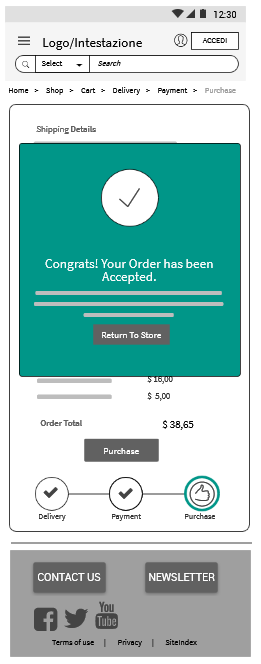 12:30
Logo/Intestazione
ACCEDI
Select
Search
Home > Shop > Cart > Delivery > Payment > Purchase
Shipping Details
Congrats! Your Order has been
Accepted.
Return To Store
$ 16,00
$ 5,00
Order Total
$ 38,65
Purchase
Delivery
Payment
Purchase
CONTACT US
NEWSLETTER
You
Tube
Terms of use | Privacy | SiteIndex